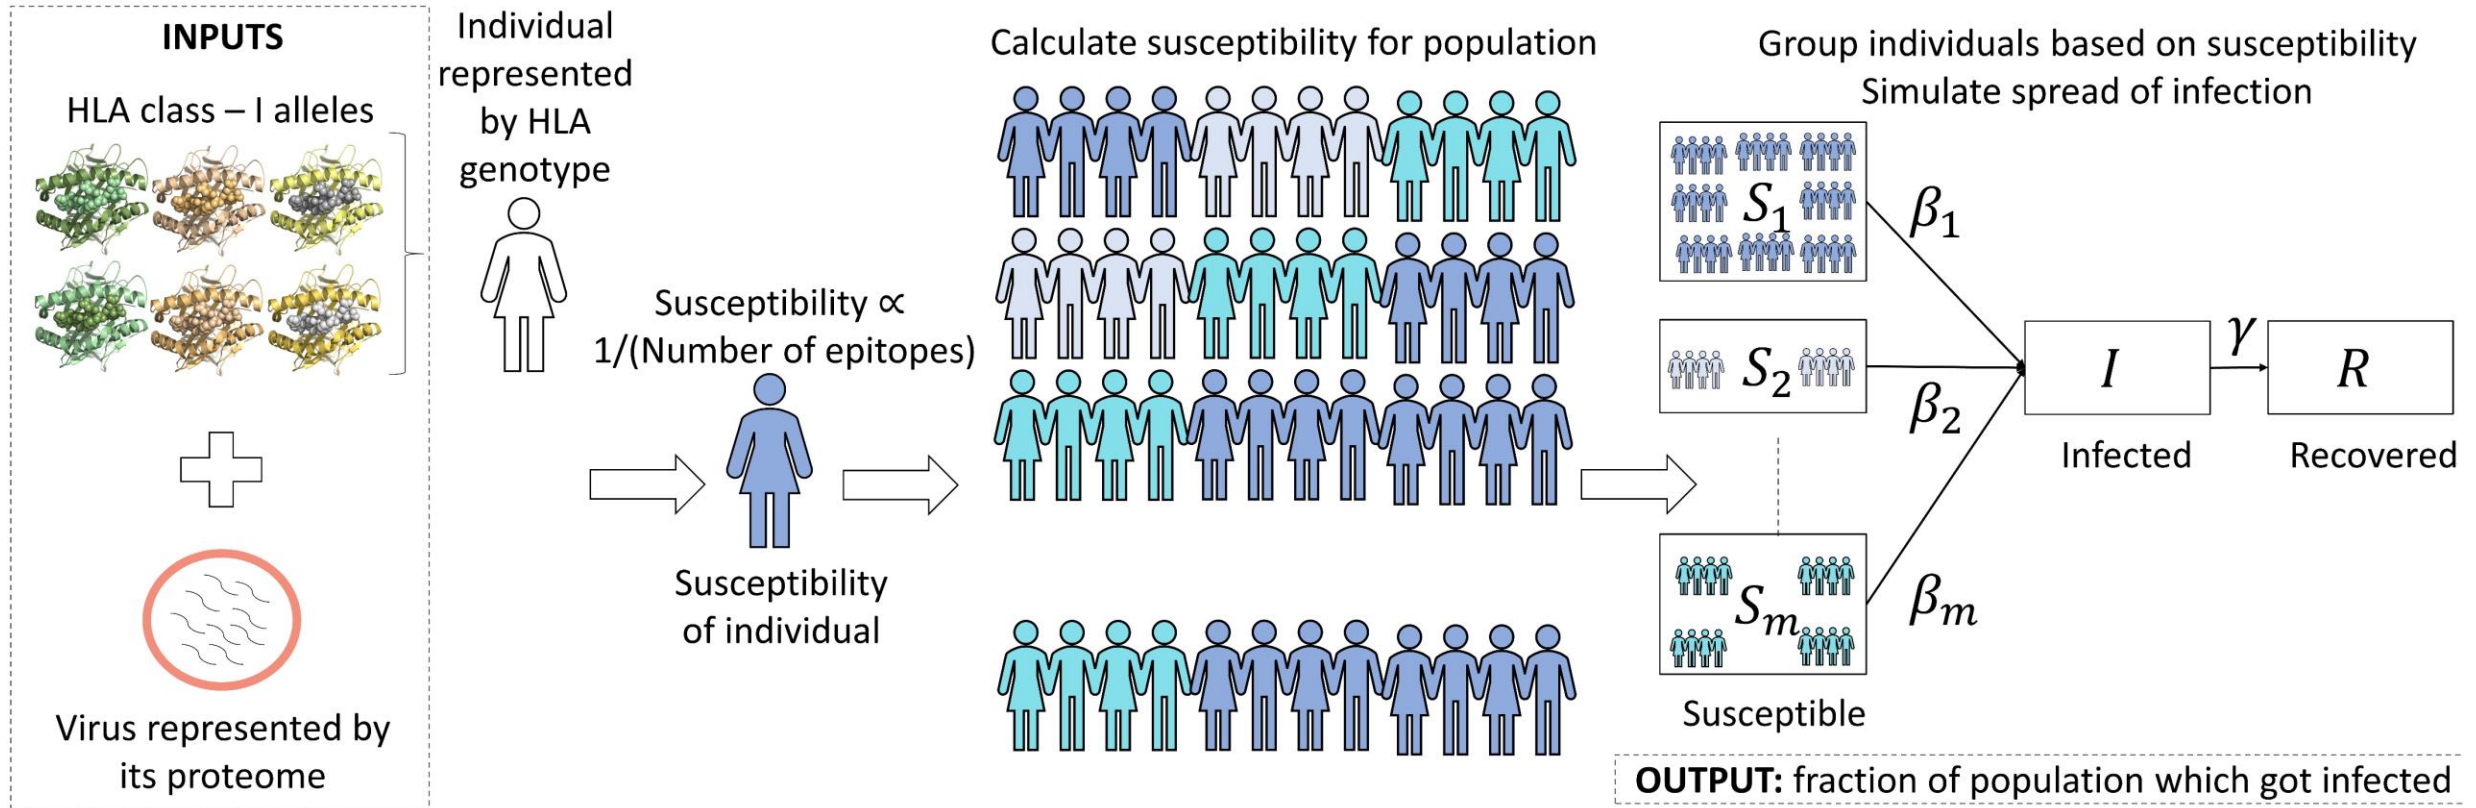 INPUTS
HLA class – I alleles
Virus represented by
its proteome
Individual
represented
by HLA
genotype
Susceptibility ∝
1/(Number of epitopes)
Susceptibility
of individual
Calculate susceptibility for population
Group individuals based on susceptibility
Simulate spread of infection
S₁
β₁
S₂
β₂
Sₘ
βₘ
Susceptible
I
Infected
γ
R
Recovered
OUTPUT: fraction of population which got infected